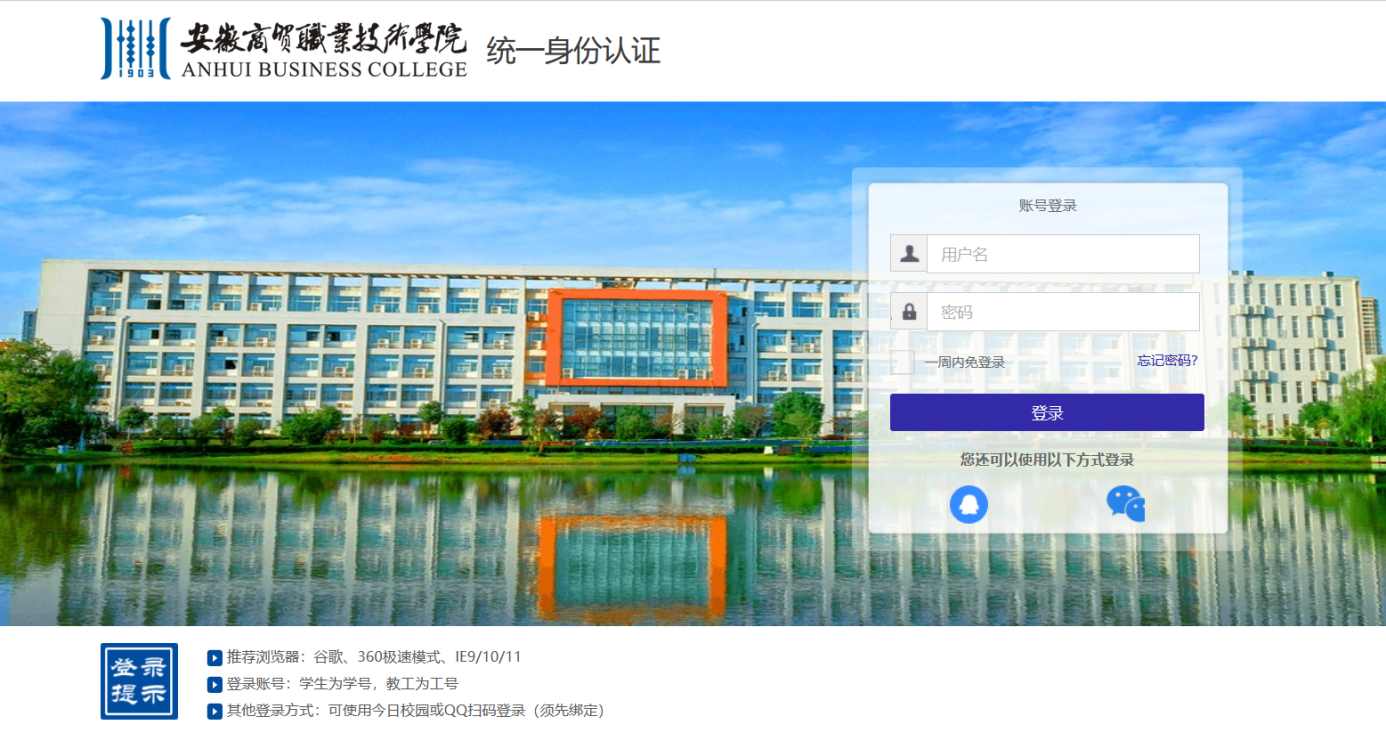 1903
安徽商贸職業技術學院
ANHUI BUSINESS COLLEGE
统一身份认证
账号登录
用户名
密码
一周内免登录
忘记密码?
登录
您还可以使用以下方式登录
登录
提示
推荐浏览器：谷歌、360极速模式、IE9/10/11
登录账号：学生为学号，教工为工号
其他登录方式：可使用今日校园或QQ扫码登录（须先绑定）